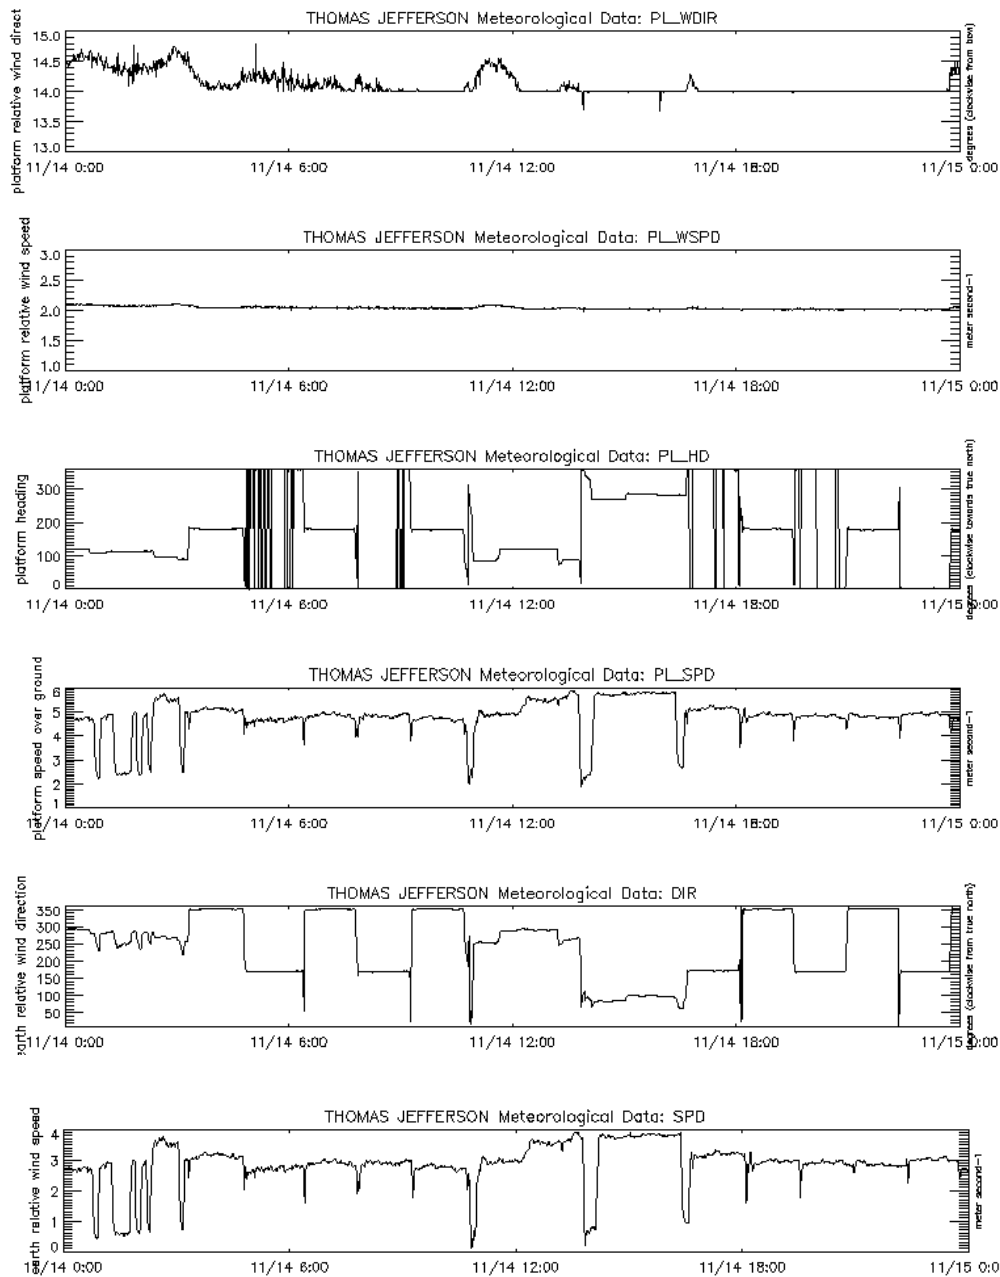 THOMAS JEFFERSON Meteorological Data: PL_WDIR
platform relative wind direct
15.0
14.5
14.0
13.5
13.0
degrees (clockwise from bow)
11/14 0:00 11/14 6:00 11/14 12:00 11/14 18:00 11/15 0:00
THOMAS JEFFERSON Meteorological Data: PL_WSPD
platform relative wind speed
3.0
2.5
2.0
1.5
1.0
meter second-1
11/14 0:00 11/14 6:00 11/14 12:00 11/14 18:00 11/15 0:00
THOMAS JEFFERSON Meteorological Data: PL_HD
platform heading
300
200
100
0
degrees (clockwise towards true north)
11/14 0:00 11/14 6:00 11/14 12:00 11/14 18:00 11/15 0:00
THOMAS JEFFERSON Meteorological Data: PL_SPD
platform speed over ground
6
5
4
3
2
1
meter second-1
11/14 0:00 11/14 6:00 11/14 12:00 11/14 18:00 11/15 0:00
THOMAS JEFFERSON Meteorological Data: DIR
earth relative wind direction
350
300
250
200
150
100
50
degrees (clockwise from true north)
11/14 0:00 11/14 6:00 11/14 12:00 11/14 18:00 11/15 0:00
THOMAS JEFFERSON Meteorological Data: SPD
earth relative wind speed
4
3
2
1
0
meter second-1
11/14 0:00 11/14 6:00 11/14 12:00 11/14 18:00 11/15 0:0